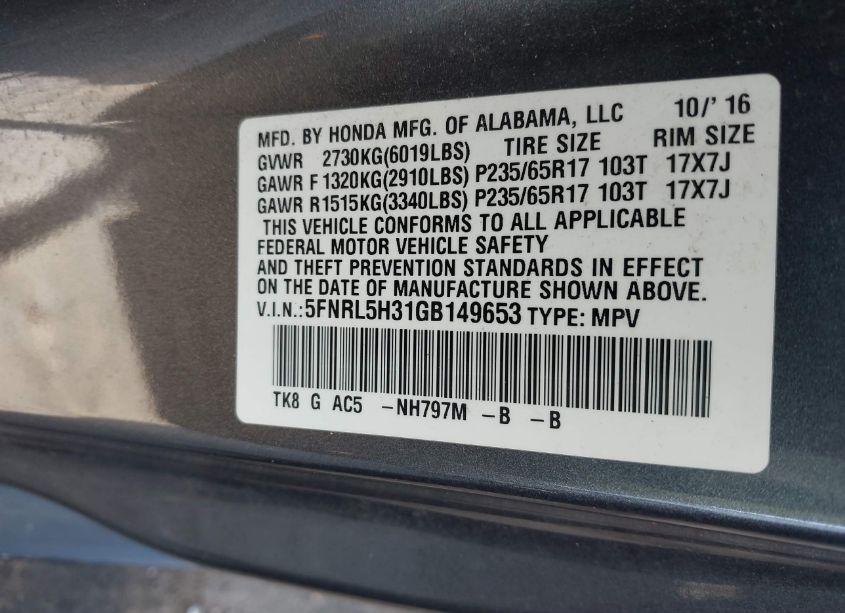 MFD. BY HONDA MFG. OF ALABAMA, LLC 10/'16
GVWR 2730KG(6019LBS) TIRE SIZE RIM SIZE
GAWR F 1320KG(2910LBS) P235/65R17 103T 17X7J
GAWR R1515KG(3340LBS) P235/65R17 103T 17X7J
THIS VEHICLE CONFORMS TO ALL APPLICABLE
FEDERAL MOTOR VEHICLE SAFETY
AND THEFT PREVENTION STANDARDS IN EFFECT
ON THE DATE OF MANUFACTURE SHOWN ABOVE.
V.I.N.:5FNRL5H31GB149653 TYPE: MPV
TK8 G AC5 -NH797M -B -B